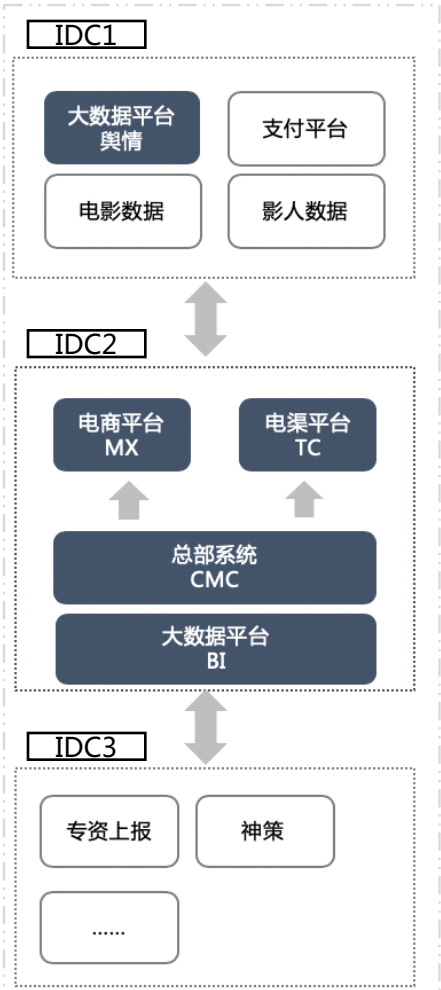 IDC1
大数据平台
舆情
支付平台
电影数据
影人数据
IDC2
电商平台
MX
电渠平台
TC
总部系统
CMC
大数据平台
BI
IDC3
专资上报
神策
......